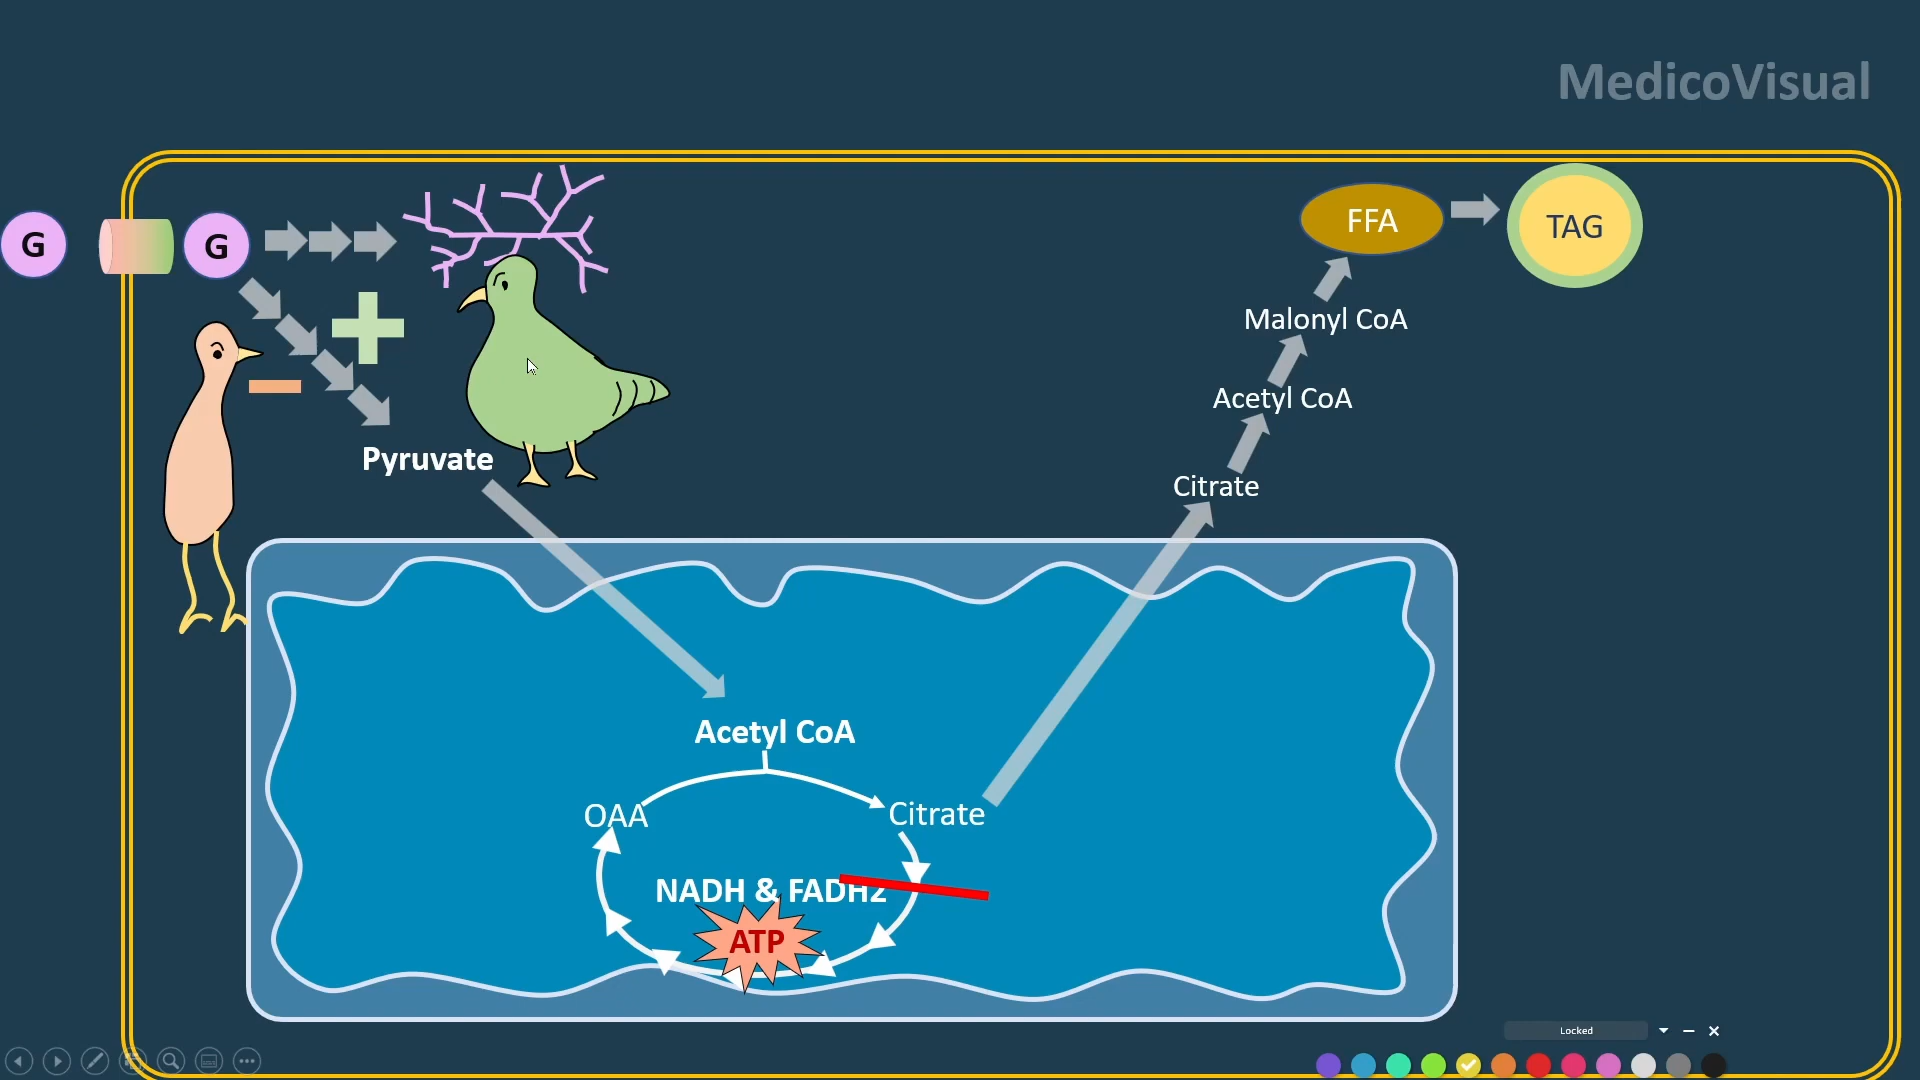 MedicoVisual
G
G
FFA
TAG
Malonyl CoA
Acetyl CoA
Pyruvate
Citrate
Acetyl CoA
OAA
Citrate
NADH & FADH2
ATP
Locked